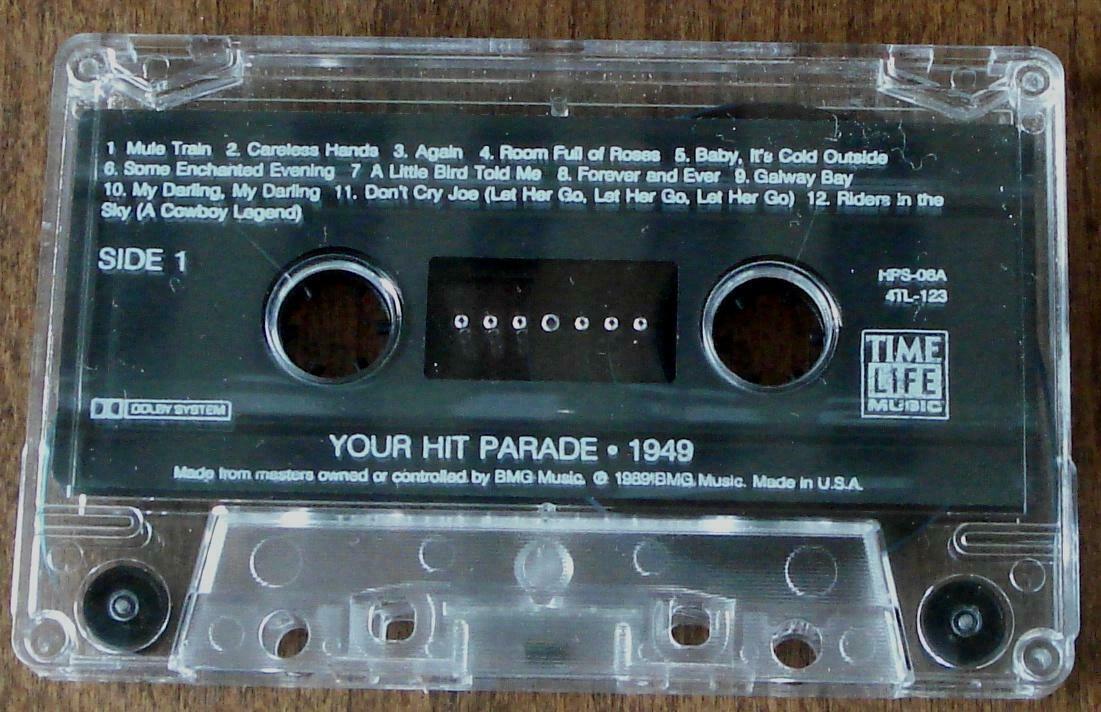 1 Mule Train 2. Careless Hands 3. Again 4. Room Full of Roses 5. Baby, It's Cold Outside
6. Some Enchanted Evening 7 A Little Bird Told Me 8. Forever and Ever 9. Galway Bay
10. My Darling, My Darling 11. Don't Cry Joe (Let Her Go, Let Her Go, Let Her Go) 12. Riders in the
Sky (A Cowboy Legend)
SIDE 1
HPS-06A
4TL-123
TIME
LIFE
MUSIC
DOLBY SYSTEM
YOUR HIT PARADE • 1949
Made from masters owned or controlled by BMG Music. ℗ 1989 BMG Music. Made in U.S.A.